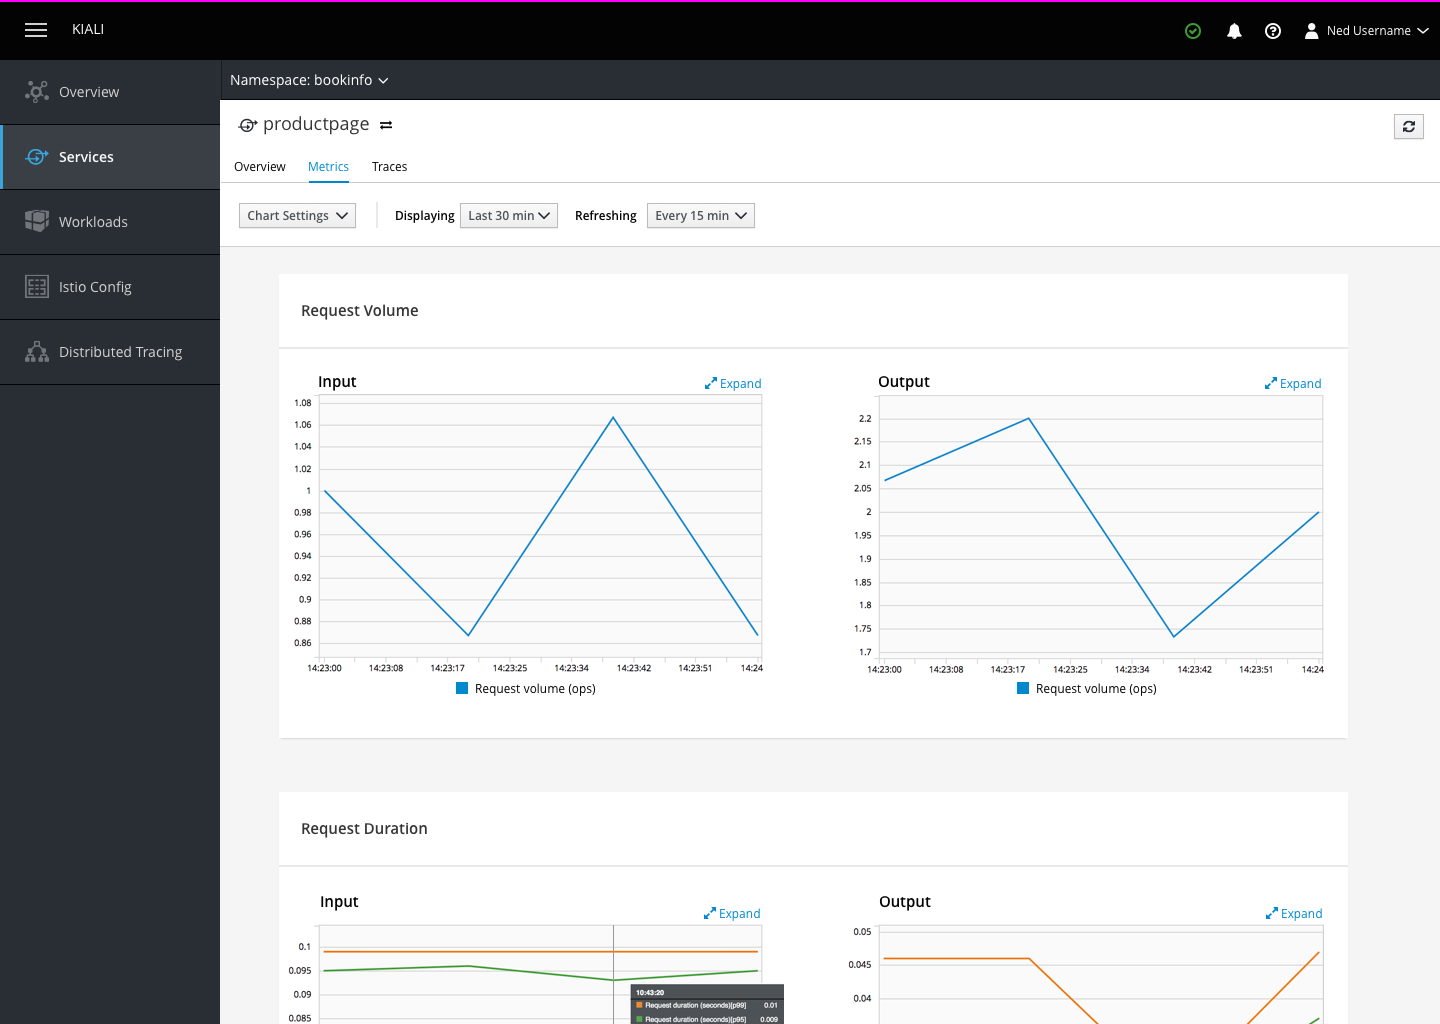 KIALI
Ned Username
Namespace: bookinfo
Overview
Services
Workloads
Istio Config
Distributed Tracing
productpage
Overview Metrics Traces
Chart Settings Displaying Last 30 min Refreshing Every 15 min
Request Volume
Input Expand
1.08
1.06
1.04
1.02
1
0.98
0.96
0.94
0.92
0.9
0.88
0.86
14:23:00 14:23:08 14:23:17 14:23:25 14:23:34 14:23:42 14:23:51 14:24
Request volume (ops)
Output Expand
2.2
2.15
2.1
2.05
2
1.95
1.9
1.85
1.8
1.75
1.7
14:23:00 14:23:08 14:23:17 14:23:25 14:23:34 14:23:42 14:23:51 14:24
Request volume (ops)
Request Duration
Input Expand
0.1
0.095
0.09
0.085
10:43:20
Request duration (seconds)[p99] 0.01
Request duration (seconds)[p95] 0.009
Output Expand
0.05
0.045
0.04